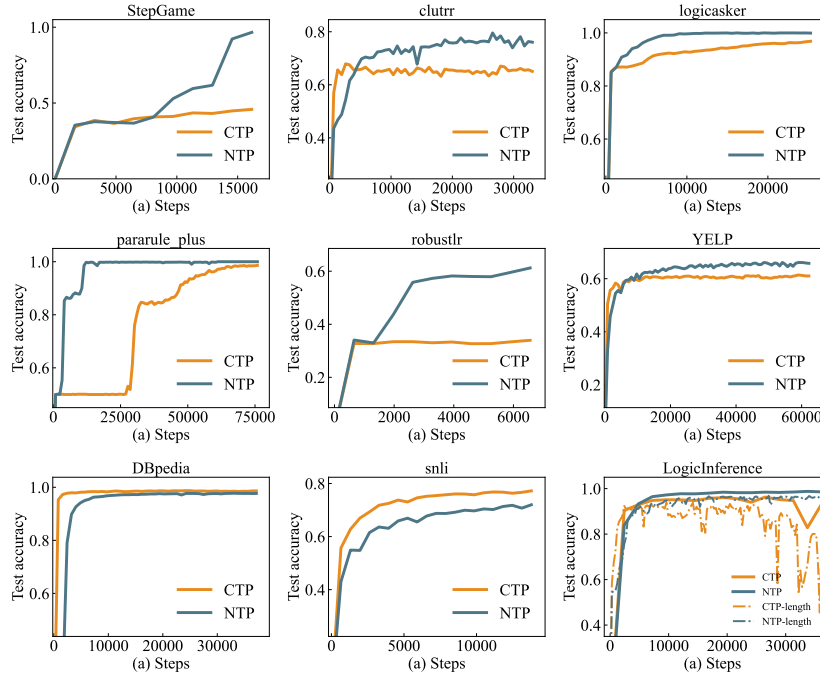 StepGame
1.0
0.5
0.0
Test accuracy
CTP
NTP
0
5000
10000
15000
(a) Steps
clutrr
0.8
0.6
0.4
Test accuracy
CTP
NTP
0
10000
20000
30000
(a) Steps
logicasker
1.0
0.8
0.6
Test accuracy
CTP
NTP
0
10000
20000
(a) Steps
pararule_plus
1.0
0.8
0.6
Test accuracy
CTP
NTP
0
25000
50000
75000
(a) Steps
robustlr
0.6
0.4
0.2
Test accuracy
CTP
NTP
0
2000
4000
6000
(a) Steps
YELP
0.6
0.4
0.2
Test accuracy
CTP
NTP
0
20000
40000
60000
(a) Steps
DBpedia
1.0
0.8
0.6
Test accuracy
CTP
NTP
0
10000
20000
30000
(a) Steps
snli
0.8
0.6
0.4
Test accuracy
CTP
NTP
0
5000
10000
(a) Steps
LogicInference
1.0
0.8
0.6
0.4
Test accuracy
CTP
NTP
CTP-length
NTP-length
0
10000
20000
30000
(a) Steps